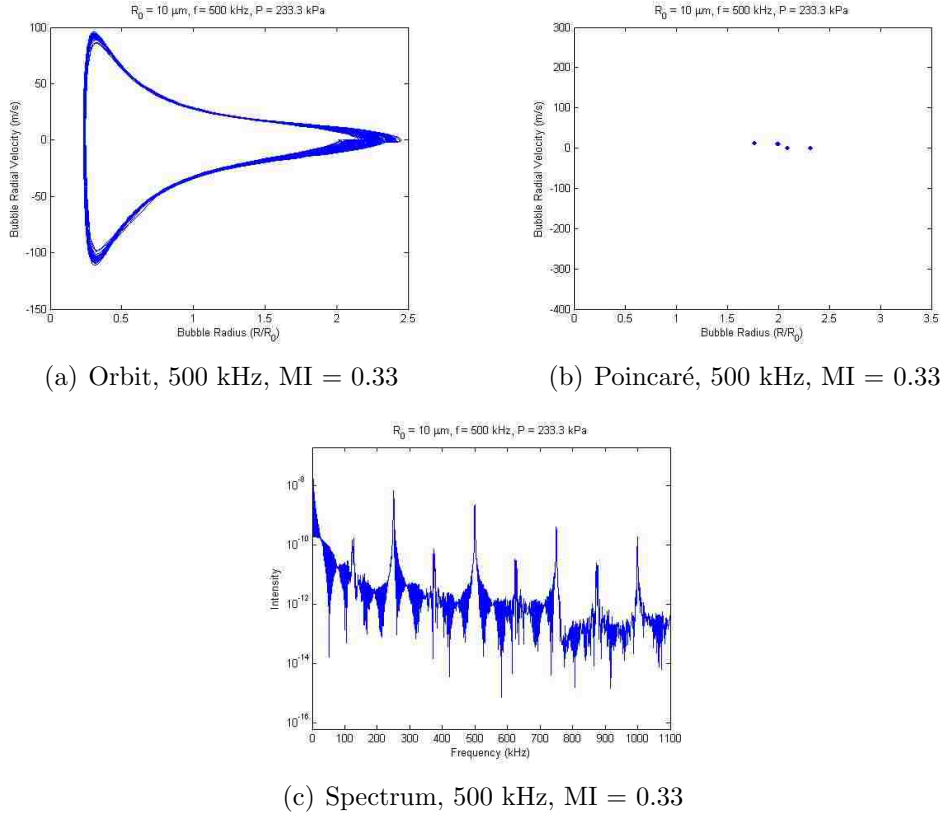 R₀ = 10 μm, f = 500 kHz, P = 233.3 kPa
100
50
0
-50
-100
-150
Bubble Radial Velocity (m/s)
0 0.5 1 1.5 2 2.5
Bubble Radius (R/R₀)
(a) Orbit, 500 kHz, MI = 0.33
R₀ = 10 μm, f = 500 kHz, P = 233.3 kPa
300
200
100
0
-100
-200
-300
-400
Bubble Radial Velocity (m/s)
0 0.5 1 1.5 2 2.5 3 3.5
Bubble Radius (R/R₀)
(b) Poincaré, 500 kHz, MI = 0.33
R₀ = 10 μm, f = 500 kHz, P = 233.3 kPa
10⁻⁸
10⁻¹⁰
10⁻¹²
10⁻¹⁴
10⁻¹⁶
Intensity
0 100 200 300 400 500 600 700 800 900 1000 1100
Frequency (kHz)
(c) Spectrum, 500 kHz, MI = 0.33